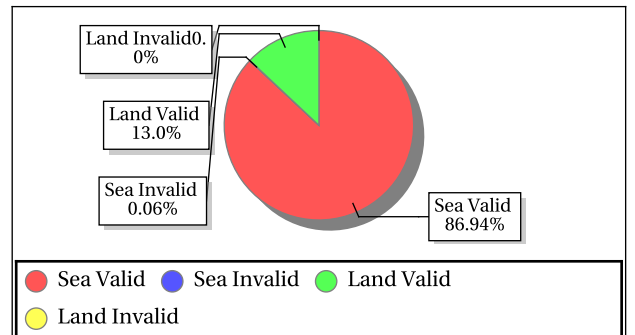 Land Invalid0.
0%
Land Valid
13.0%
Sea Invalid
0.06%
Sea Valid
86.94%
Sea Valid Sea Invalid Land Valid
Land Invalid